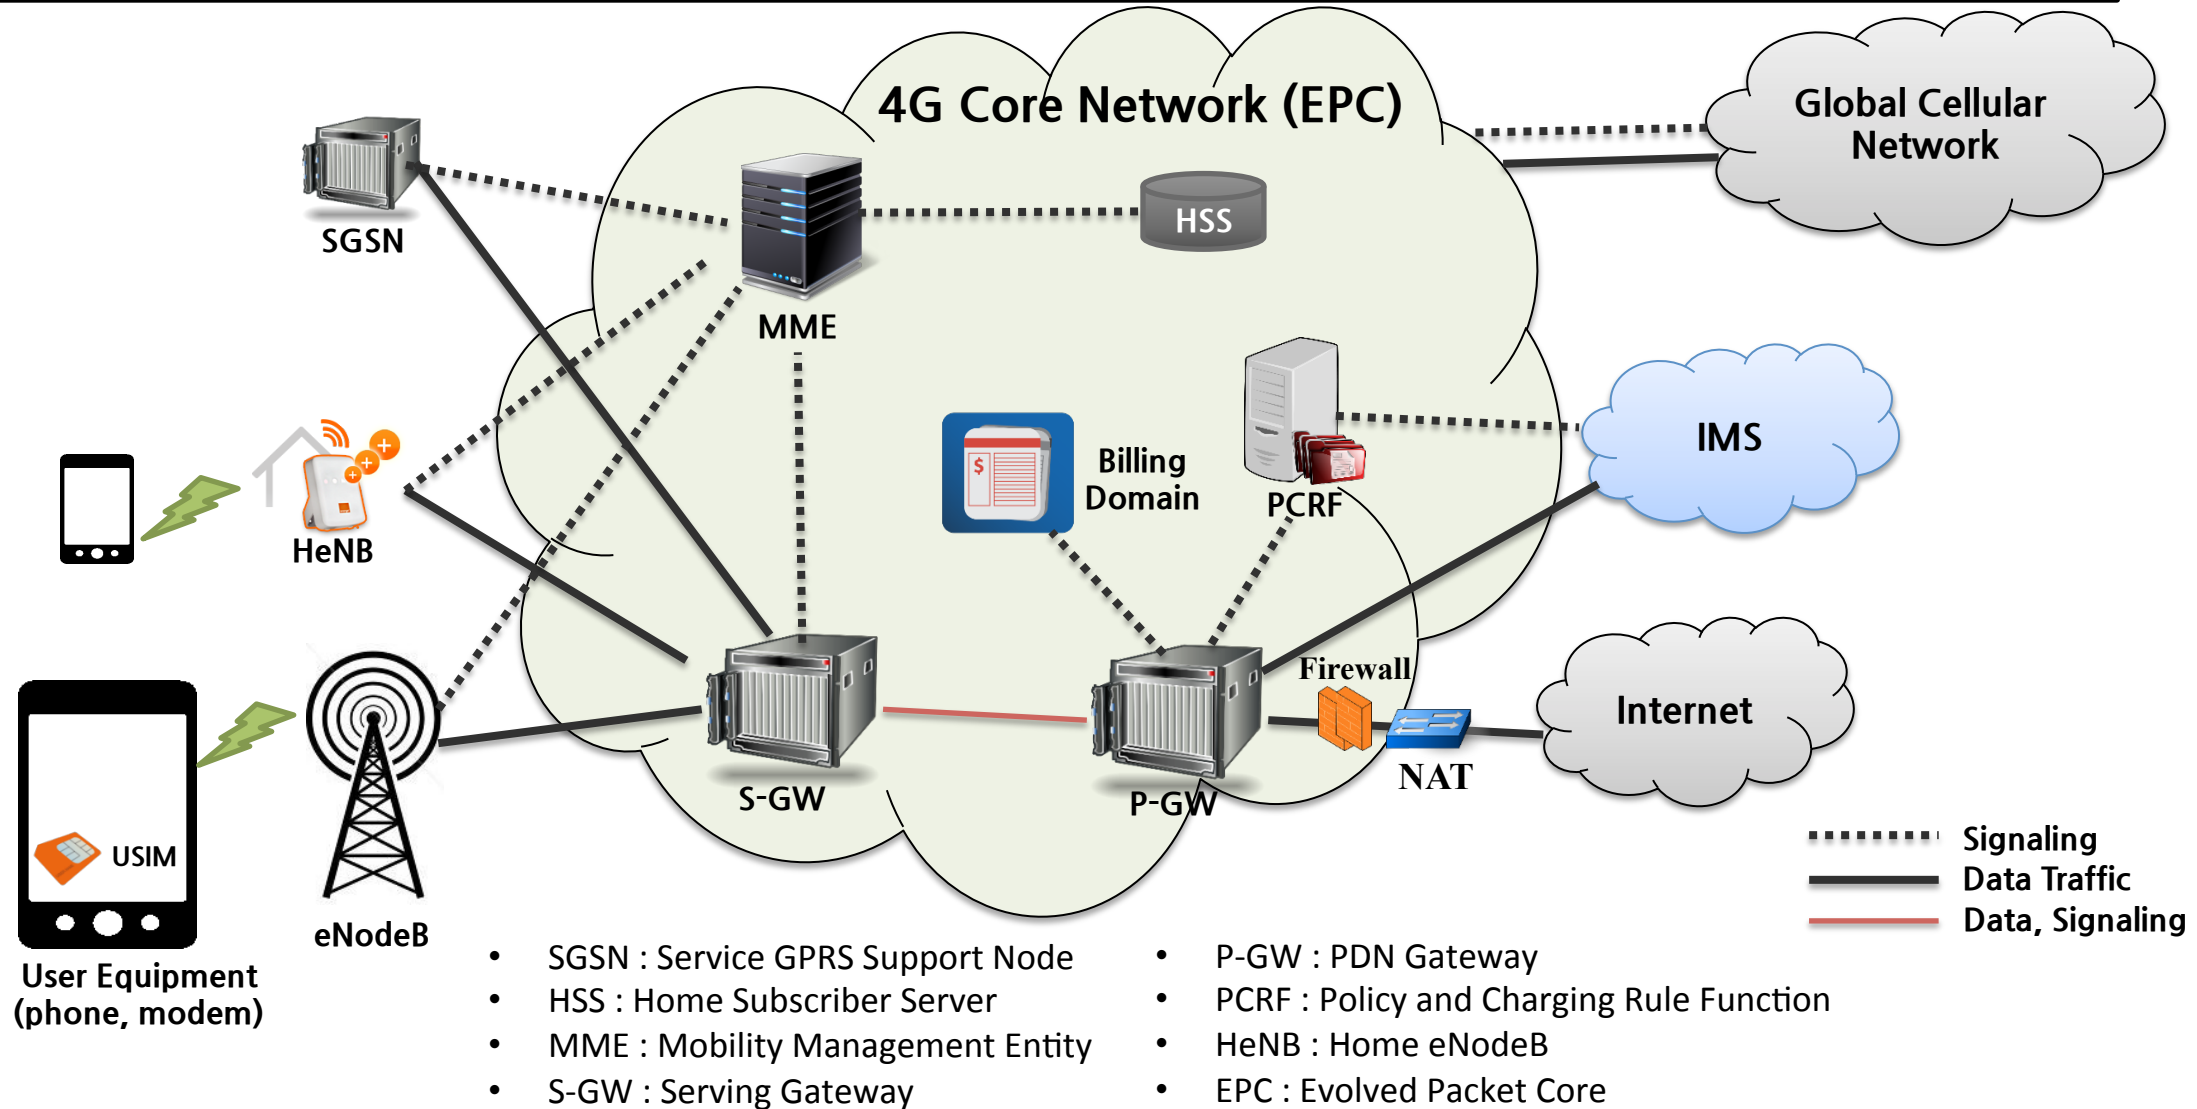 4G Core Network (EPC)
Global Cellular
Network
SGSN
HSS
MME
IMS
Billing
Domain
PCRF
HeNB
Firewall
Internet
NAT
S-GW
P-GW
USIM
eNodeB
User Equipment
(phone, modem)
Signaling
Data Traffic
Data, Signaling
• SGSN : Service GPRS Support Node
• HSS : Home Subscriber Server
• MME : Mobility Management Entity
• S-GW : Serving Gateway
• P-GW : PDN Gateway
• PCRF : Policy and Charging Rule Function
• HeNB : Home eNodeB
• EPC : Evolved Packet Core